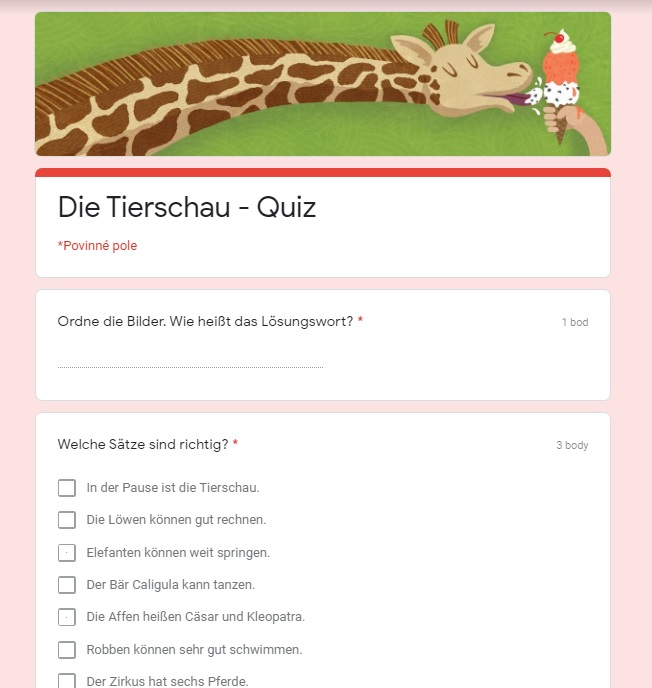 Die Tierschau - Quiz
*Povinné pole
Ordne die Bilder. Wie heißt das Lösungswort? *
1 bod
Welche Sätze sind richtig? *
3 body
In der Pause ist die Tierschau.
Die Löwen können gut rechnen.
Elefanten können weit springen.
Der Bär Caligula kann tanzen.
Die Affen heißen Cäsar und Kleopatra.
Robben können sehr gut schwimmen.
Der Zirkus hat sechs Pferde.